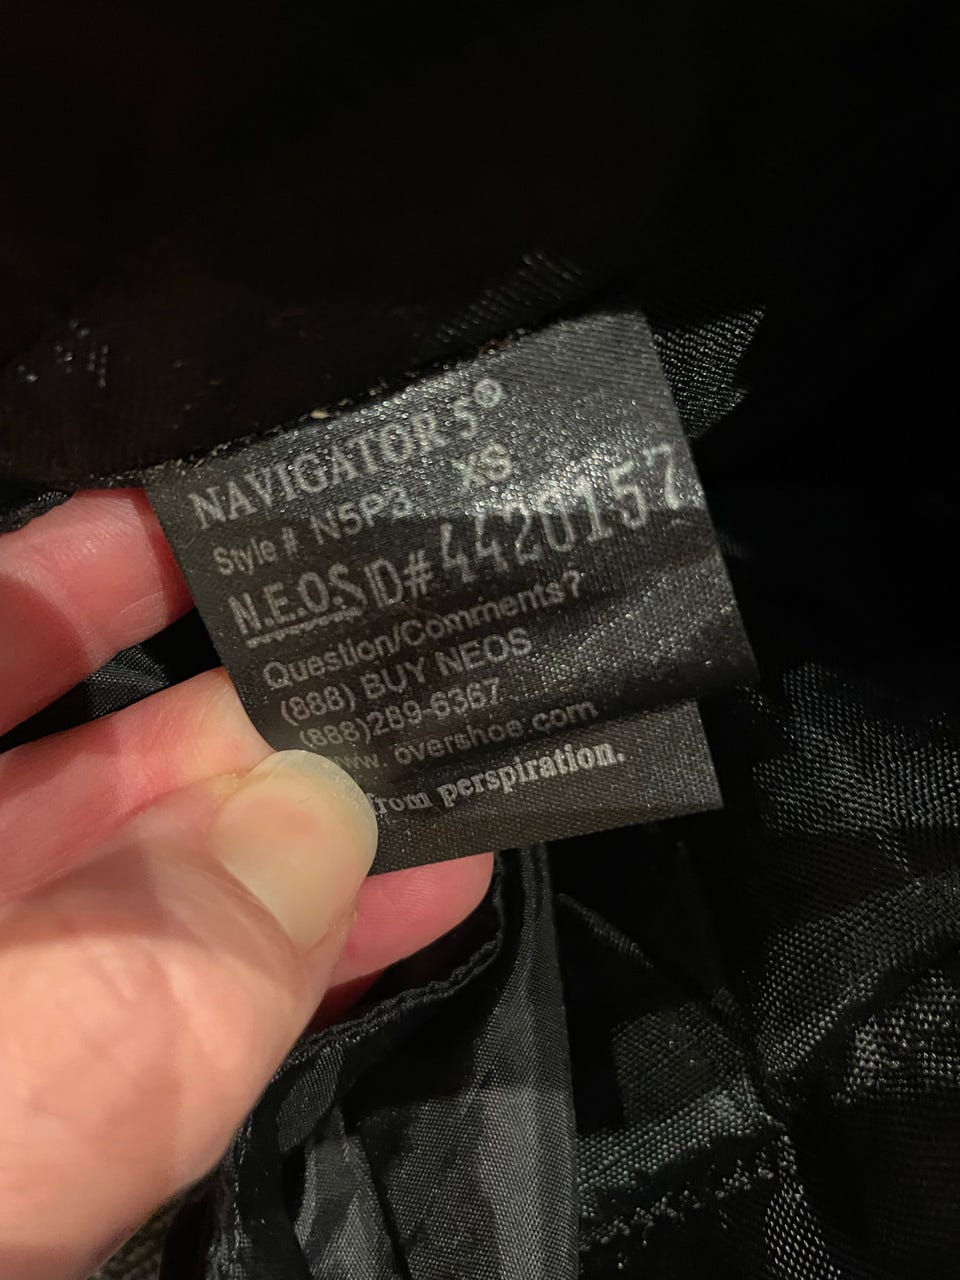 NAVIGATOR 5®
Style # N5P3 XS
N.E.O.S ID# 4420157
Question/Comments?
(888) BUY NEOS
(888)289-6367
ww. overshoe.com
from perspiration.